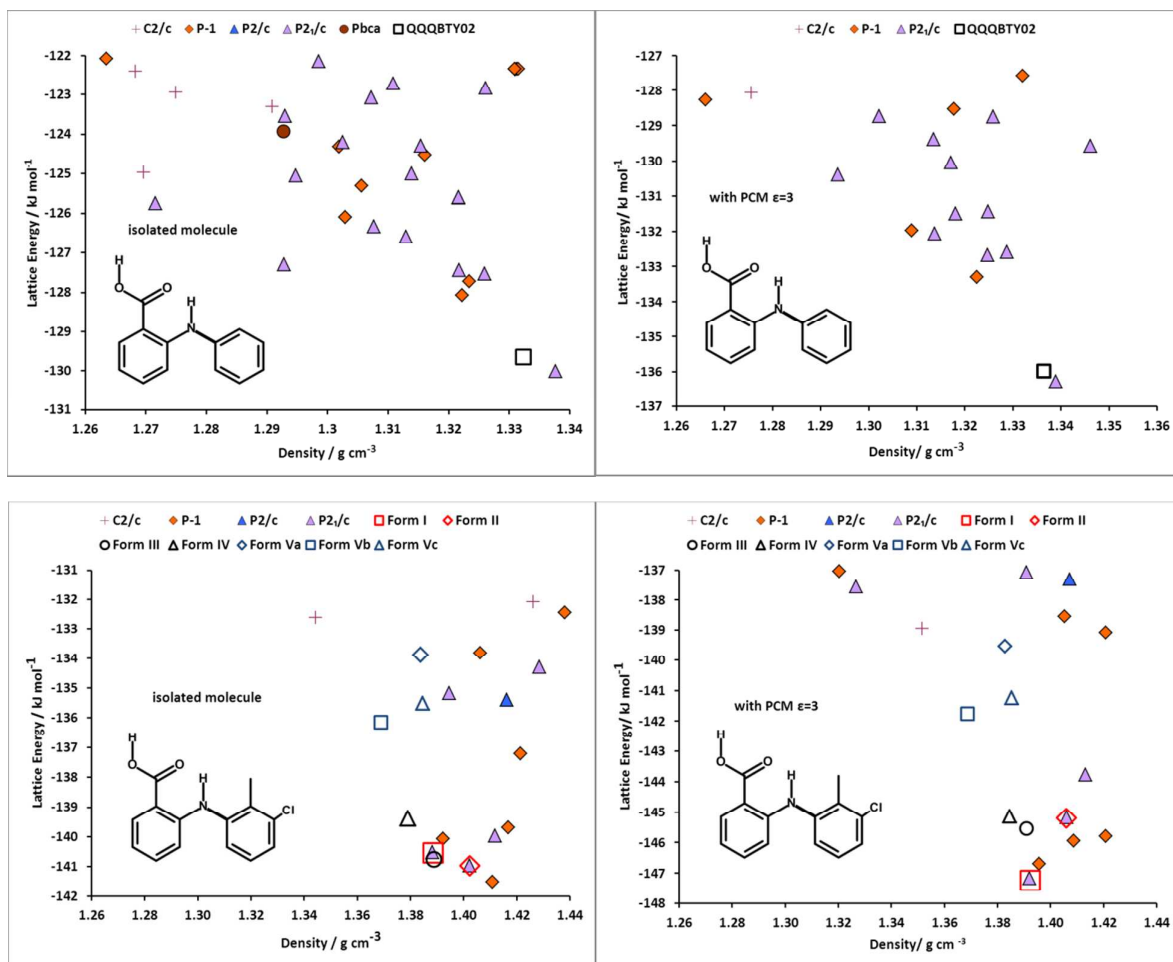 C2/c P-1 P2/c P2₁/c Pbca QQQBTY02
-122
-123
-124
-125
-126
-127
-128
-129
-130
-131
Lattice Energy/ kJ mol⁻¹
isolated molecule
H
O
O
H
N
1.26 1.27 1.28 1.29 1.3 1.31 1.32 1.33 1.34
Density / g cm⁻³
C2/c P-1 P2₁/c QQQBTY02
-127
-128
-129
-130
-131
-132
-133
-135
-136
-137
Lattice Energy/ kJ mol⁻¹
with PCM ε=3
H
O
O
H
N
1.26 1.27 1.28 1.29 1.30 1.31 1.32 1.33 1.34 1.35 1.36
Density/ g cm⁻³
C2/c P-1 P2/c P2₁/c Form I Form II
Form III Form IV Form Va Form Vb Form Vc
-131
-133
-134
-135
-136
-137
-138
-139
-140
-141
-142
Lattice Energy / kJ mol⁻¹
isolated molecule
H
O
O
H
N
Cl
1.26 1.28 1.30 1.32 1.34 1.36 1.38 1.40 1.42 1.44
Density/ g cm⁻³
C2/c P-1 P2/c P2₁/c Form I Form II
Form III Form IV Form Va Form Vb Form Vc
-137
-138
-139
-140
-141
-142
-144
-145
-146
-147
-148
Lattice Energy/ kJ mol⁻¹
with PCM ε=3
H
O
O
H
N
Cl
1.26 1.28 1.30 1.32 1.34 1.36 1.38 1.40 1.42 1.44
Density/ g cm⁻³